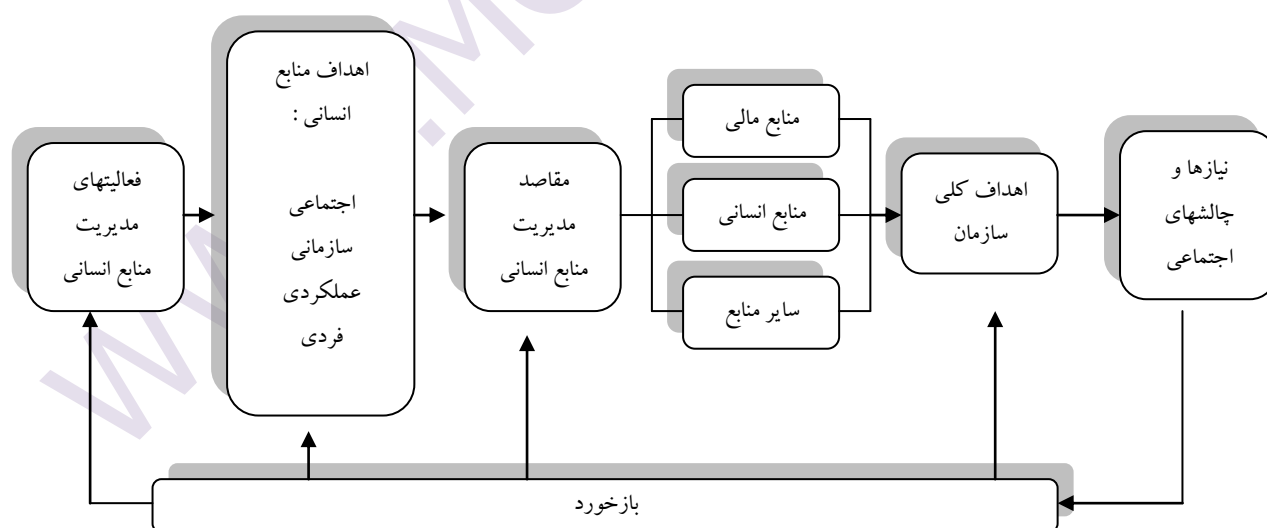 نیازها و
چالشهای
اجتماعی
اهداف کلی
سازمان
منابع مالی
منابع انسانی
سایر منابع
مقاصد
مدیریت
منابع انسانی
اهداف منابع
انسانی :
اجتماعی
سازمانی
عملکردی
فردی
فعالیتهای
مدیریت
منابع انسانی
بازخورد